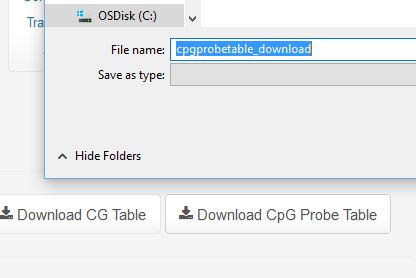 OSDisk (C:)
Tra
File name: cpgprobetable_download
Save as type:
Hide Folders
Download CG Table Download CpG Probe Table